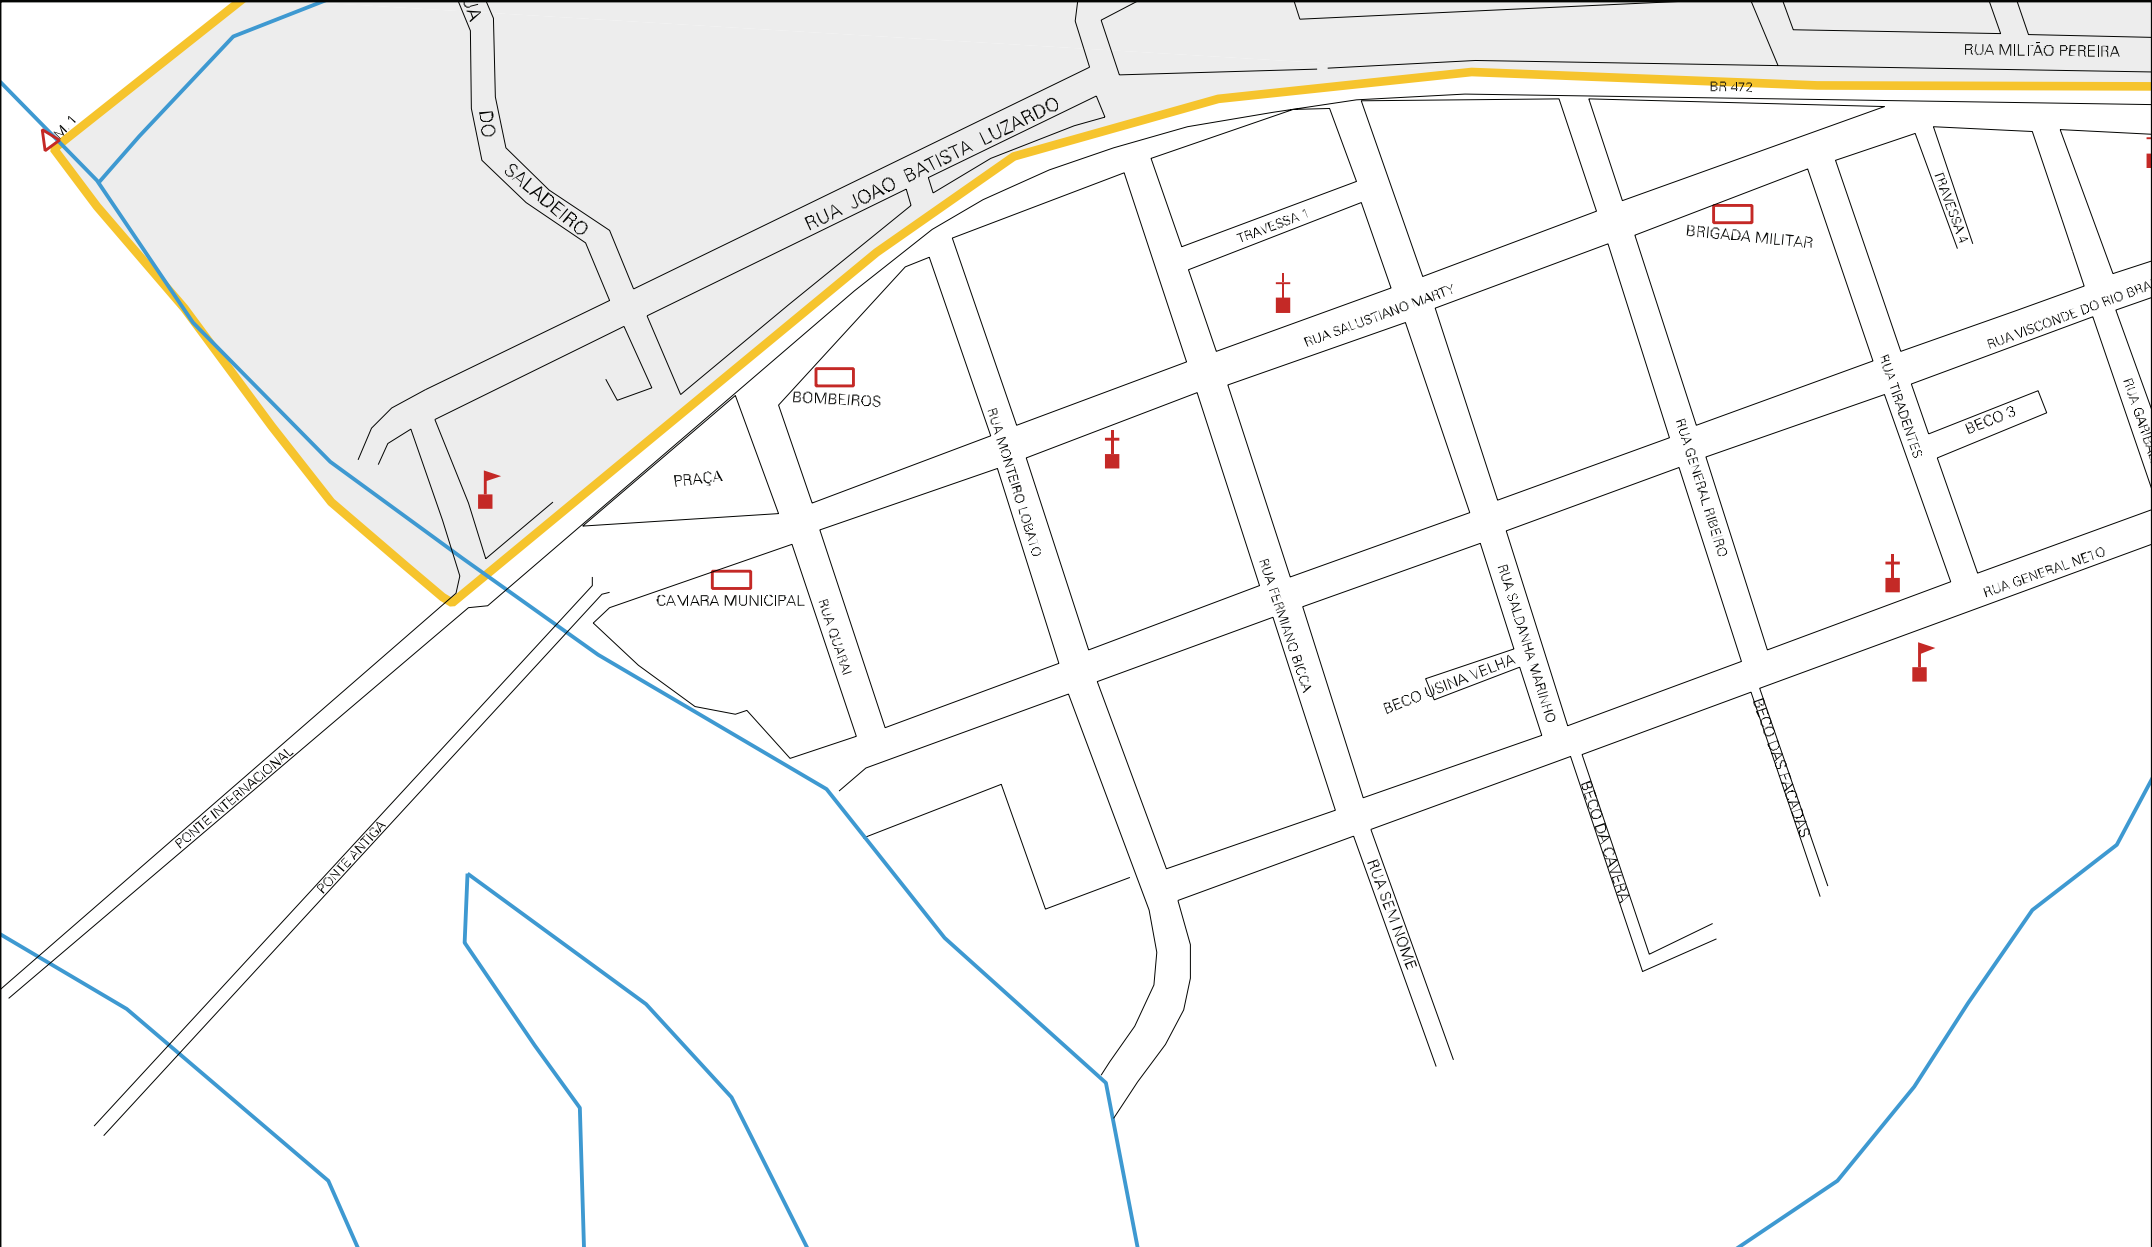 RUA MILITÃO PEREIRA
BR 472
M 1
DO
SALADEIRO
RUA JOAO BATISTA LUZARDO
TRAVESSA 1
TRAVESSA 4
BRIGADA MILITAR
RUA SALUSTIANO MARTY
RUA VISCONDE DO RIO BRA
BOMBEIROS
RUA TIRADENTES
BECO 3
PRAÇA
RUA MONTEIRO LOBATO
RUA GENERAL RIBEIRO
CAMARA MUNICIPAL
RUA QUARAI
RUA FERMIANO BICCA
RUA SALDANHA MARINHO
BECO USINA VELHA
RUA GENERAL NETO
PONTE INTERNACIONAL
PONTE ANTIGA
BECO DAS FACADAS
BECO DA CAVERA
RUA SEM NOME